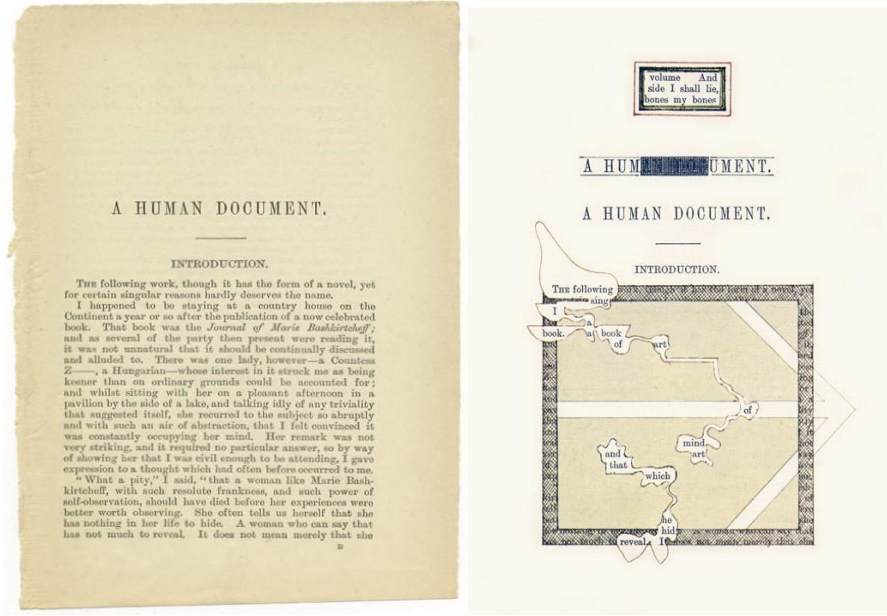 A HUMAN DOCUMENT.
INTRODUCTION.
THE following work, though it has the form of a novel, yet
for certain singular reasons hardly deserves the name.
I happened to be staying at a country house on the
Continent a year or so after the publication of a now celebrated
book. That book was the Journal of Marie Bashkirtcheff;
and as several of the party then present were reading it,
it was not unnatural that it should be continually discussed
and alluded to. There was one lady, however—a Countess
Z——, a Hungarian—whose interest in it struck me as being
keener than on ordinary grounds could be accounted for;
and whilst sitting with her on a pleasant afternoon in a
pavilion by the side of a lake, and talking idly of any triviality
that suggested itself, she recurred to the subject so abruptly
and with such an air of abstraction, that I felt convinced it
was constantly occupying her mind. Her remark was not
very striking, and it required no particular answer, so by way
of showing her that I was civil enough to be attending, I gave
expression to a thought which had often before occurred to me.
"What a pity," I said, "that a woman like Marie Bash-
kirtcheff, with such resolute frankness, and such power of
self-observation, should have died before her experiences were
better worth observing. She often tells us herself that she
has nothing in her life to hide. A woman who can say that
has not much to reveal. It does not mean merely that she
B
volume And
side I shall lie,
bones my bones
A HUM UMENT.
A HUMAN DOCUMENT.
INTRODUCTION.
The following
sing
I
a
book. a book
of art
of
mind
art
and
that
which
he
hid
reveal I